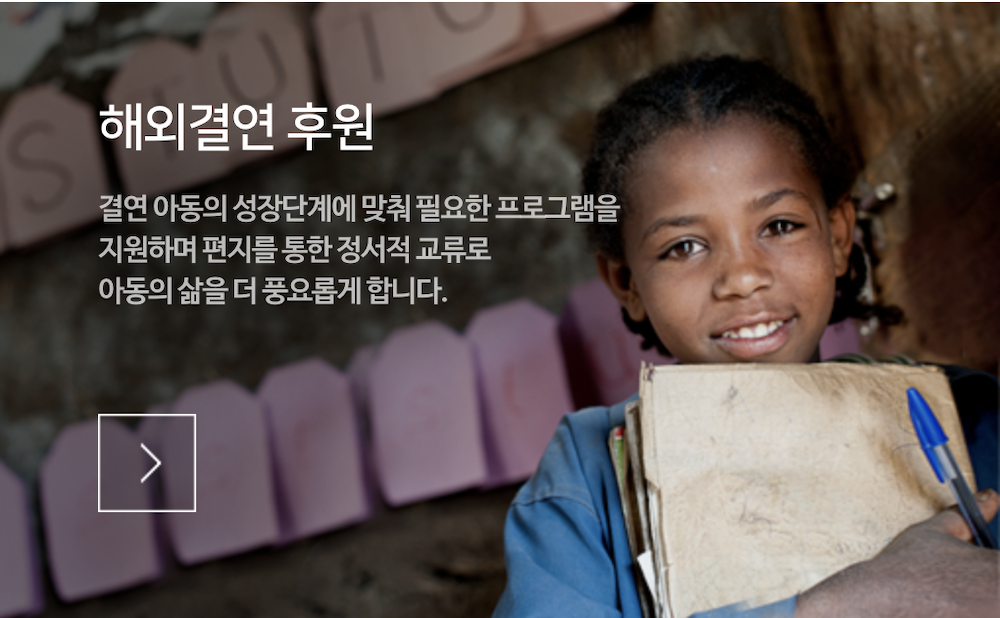 S T U T U
해외결연 후원
결연 아동의 성장단계에 맞춰 필요한 프로그램을
지원하며 편지를 통한 정서적 교류로
아동의 삶을 더 풍요롭게 합니다.